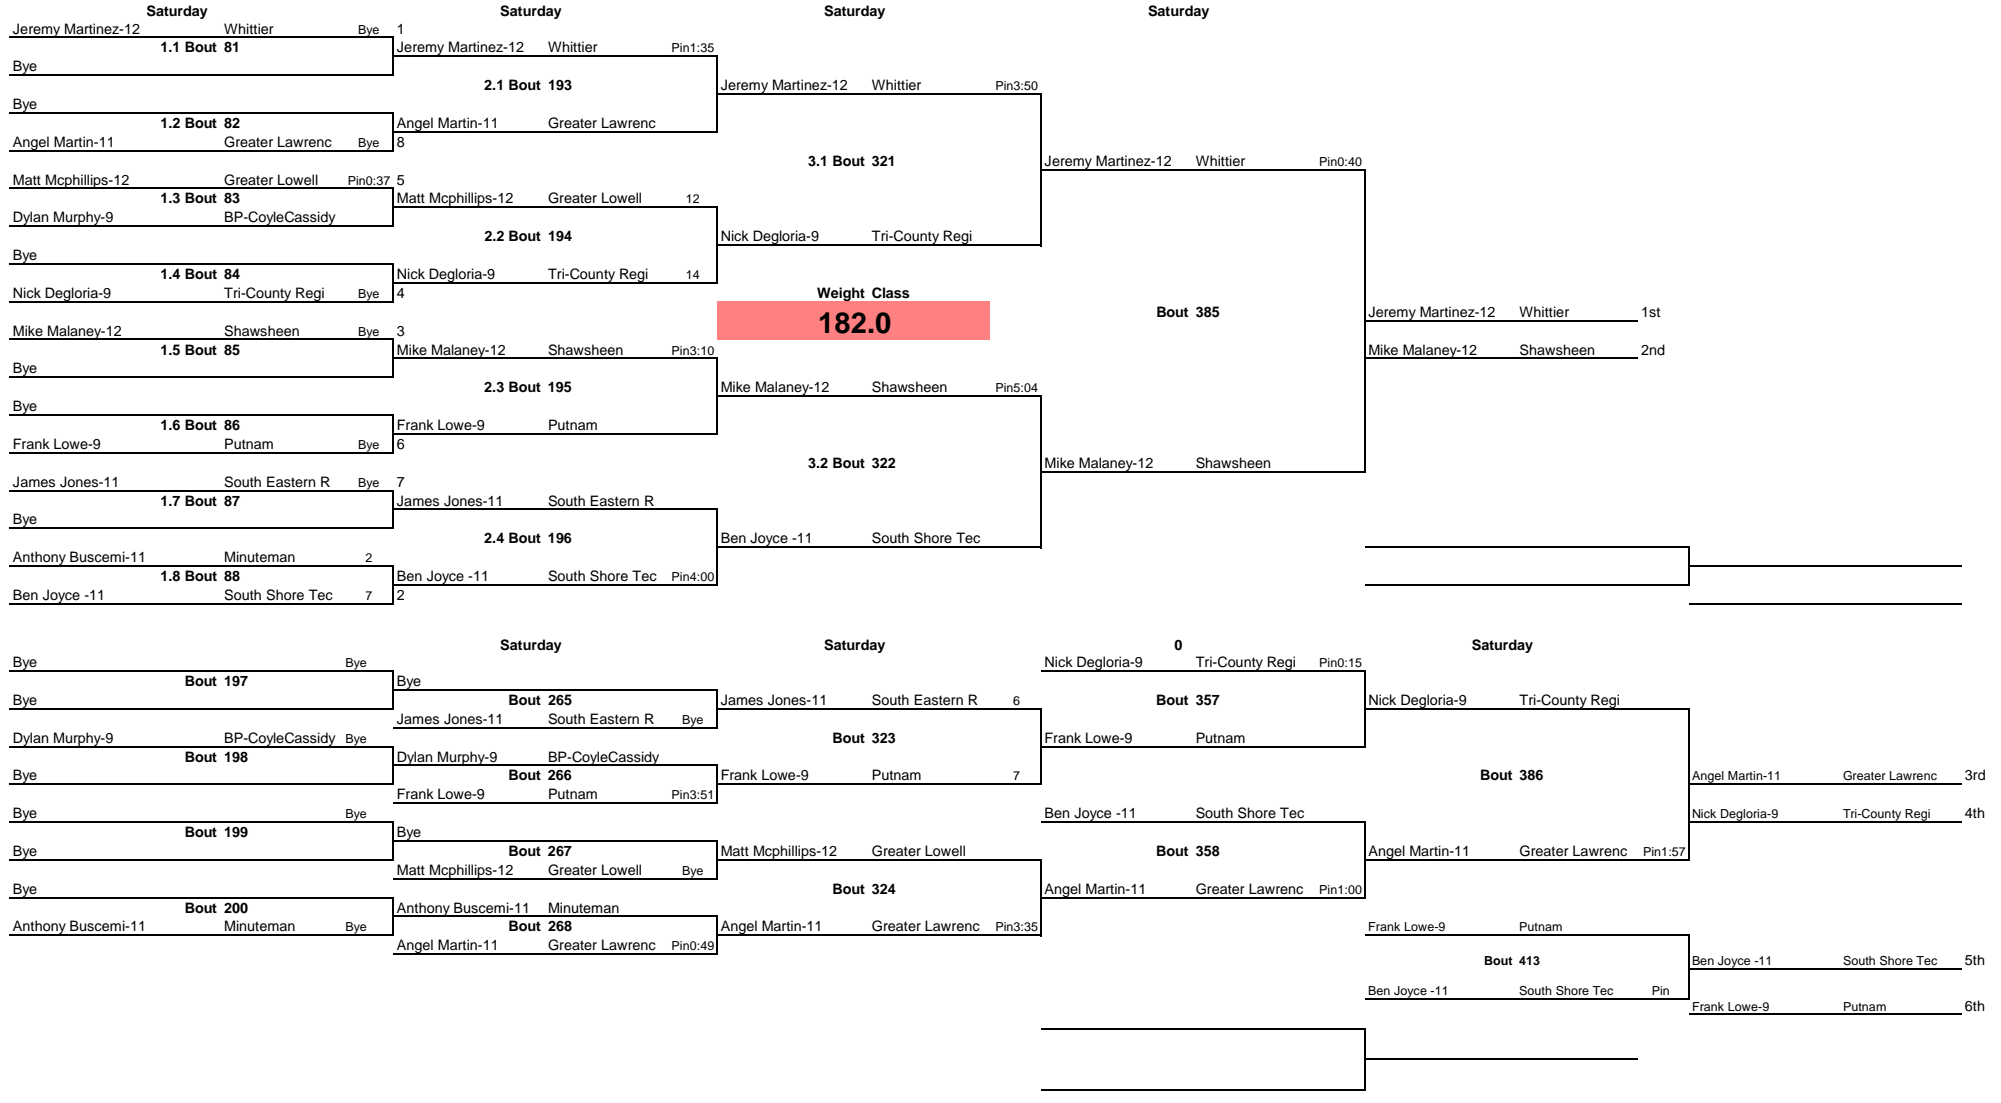 Saturday Saturday Saturday Saturday
Jeremy Martinez-12 Whittier Bye 1
1.1 Bout 81 Jeremy Martinez-12 Whittier Pin1:35
Bye
2.1 Bout 193 Jeremy Martinez-12 Whittier Pin3:50
Bye
1.2 Bout 82 Angel Martin-11 Greater Lawrenc
Angel Martin-11 Greater Lawrenc Bye 8
3.1 Bout 321 Jeremy Martinez-12 Whittier Pin0:40
Matt Mcphillips-12 Greater Lowell Pin0:37 5
1.3 Bout 83 Matt Mcphillips-12 Greater Lowell 12
Dylan Murphy-9 BP-CoyleCassidy
2.2 Bout 194 Nick Degloria-9 Tri-County Regi
Bye
1.4 Bout 84 Nick Degloria-9 Tri-County Regi 14
Nick Degloria-9 Tri-County Regi Bye 4 Weight Class
Bout 385 Jeremy Martinez-12 Whittier 1st
182.0
Mike Malaney-12 Shawsheen Bye 3
1.5 Bout 85 Mike Malaney-12 Shawsheen Pin3:10 Mike Malaney-12 Shawsheen 2nd
Bye
2.3 Bout 195 Mike Malaney-12 Shawsheen Pin5:04
Bye
1.6 Bout 86 Frank Lowe-9 Putnam
Frank Lowe-9 Putnam Bye 6
3.2 Bout 322 Mike Malaney-12 Shawsheen
James Jones-11 South Eastern R Bye 7
1.7 Bout 87 James Jones-11 South Eastern R
Bye
2.4 Bout 196 Ben Joyce -11 South Shore Tec
Anthony Buscemi-11 Minuteman 2
1.8 Bout 88 Ben Joyce -11 South Shore Tec Pin4:00
Ben Joyce -11 South Shore Tec 7 2
Saturday Saturday 0 Saturday
Bye Bye Nick Degloria-9 Tri-County Regi Pin0:15
Bout 197 Bye
Bye Bout 265 James Jones-11 South Eastern R 6 Bout 357 Nick Degloria-9 Tri-County Regi
James Jones-11 South Eastern R Bye
Dylan Murphy-9 BP-CoyleCassidy Bye Bout 323 Frank Lowe-9 Putnam
Bout 198 Dylan Murphy-9 BP-CoyleCassidy
Bye Bout 266 Frank Lowe-9 Putnam 7 Bout 386 Angel Martin-11 Greater Lawrenc 3rd
Frank Lowe-9 Putnam Pin3:51
Bye Bye Ben Joyce -11 South Shore Tec Nick Degloria-9 Tri-County Regi 4th
Bout 199 Bye
Bye Bout 267 Matt Mcphillips-12 Greater Lowell Bout 358 Angel Martin-11 Greater Lawrenc Pin1:57
Matt Mcphillips-12 Greater Lowell Bye
Bye Bout 324 Angel Martin-11 Greater Lawrenc Pin1:00
Bout 200 Anthony Buscemi-11 Minuteman
Anthony Buscemi-11 Minuteman Bye Bout 268 Angel Martin-11 Greater Lawrenc Pin3:35 Frank Lowe-9 Putnam
Angel Martin-11 Greater Lawrenc Pin0:49
Bout 413 Ben Joyce -11 South Shore Tec 5th
Ben Joyce -11 South Shore Tec Pin
Frank Lowe-9 Putnam 6th